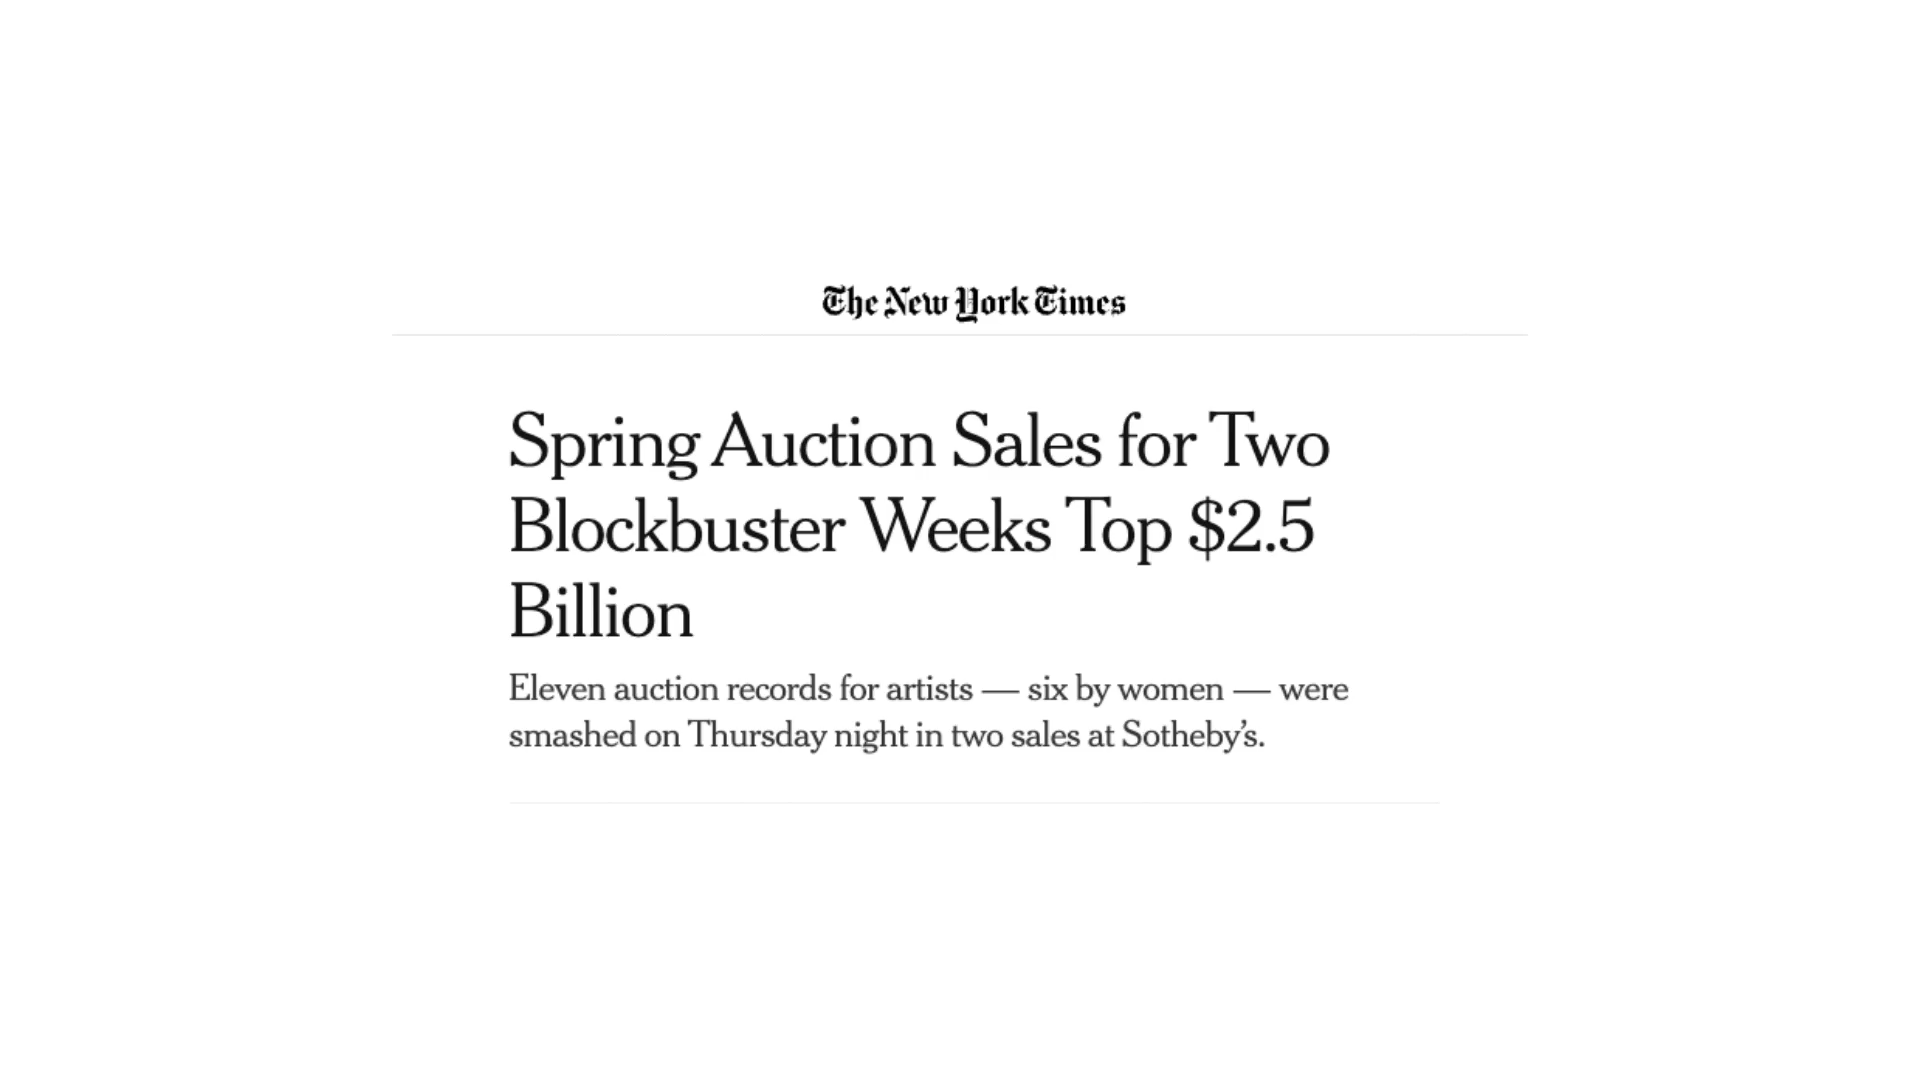 The New York Times
Spring Auction Sales for Two
Blockbuster Weeks Top $2.5
Billion
Eleven auction records for artists — six by women — were
smashed on Thursday night in two sales at Sotheby’s.